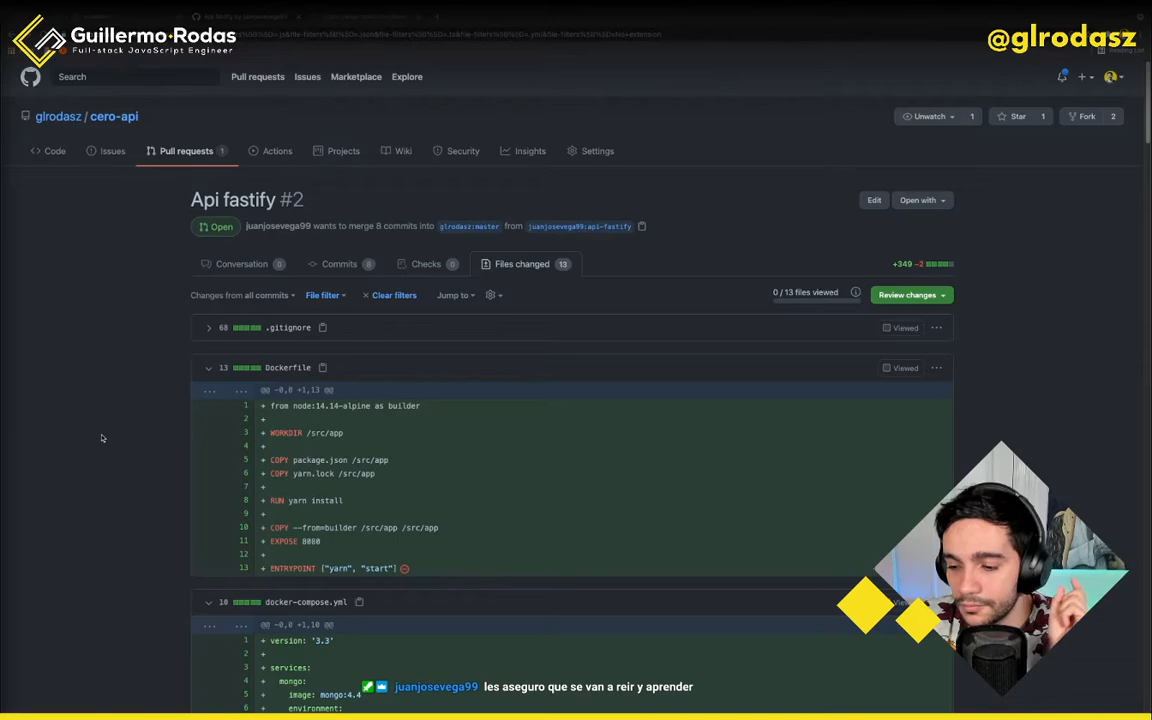 Guillermo·Rodas
Full-stack JavaScript Engineer
@glrodasz
Search
Pull requests Issues Marketplace Explore
glrodasz / cero-api
Unwatch 1 Star 1 Fork 2
Code Issues Pull requests 1 Actions Projects Wiki Security Insights Settings
Api fastify #2
Edit Open with
Open juanjosevega99 wants to merge 8 commits into glrodasz:master from juanjosevega99:api-fastify
Conversation 0 Commits 8 Checks 0 Files changed 13
+349 −2
Changes from all commits File filter × Clear filters Jump to
0 / 13 files viewed Review changes
68 .gitignore Viewed
13 Dockerfile Viewed
@@ -0,0 +1,13 @@
1 + from node:14.14-alpine as builder
2 +
3 + WORKDIR /src/app
4 +
5 + COPY package.json /src/app
6 + COPY yarn.lock /src/app
7 +
8 + RUN yarn install
9 +
10 + COPY --from=builder /src/app /src/app
11 + EXPOSE 8080
12 +
13 + ENTRYPOINT ["yarn", "start"]
10 docker-compose.yml
@@ -0,0 +1,10 @@
1 + version: '3.3'
2 +
3 + services:
4 + mongo:
5 + image: mongo:4.4
6 + environment:
juanjosevega99 les aseguro que se van a reir y aprender